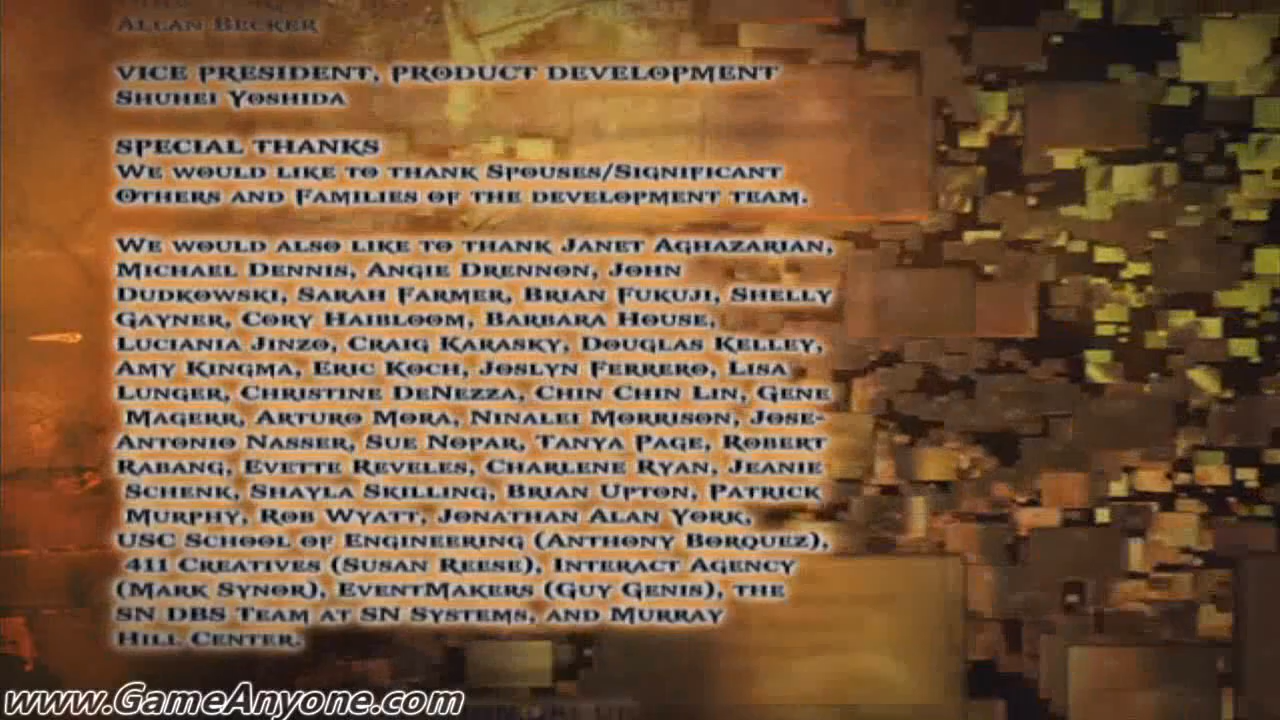 Allan Becker
Vice President, Product Development
Shuhei Yoshida
Special Thanks
We would like to thank Spouses/Significant
Others and Families of the development team.
We would also like to thank Janet Aghazarian,
Michael Dennis, Angie Drennon, John
Dudkowski, Sarah Farmer, Brian Fukuji, Shelly
Gayner, Cory Haibloom, Barbara House,
Luciania Jinzo, Craig Karasky, Douglas Kelley,
Amy Kingma, Eric Koch, Joslyn Ferrero, Lisa
Lunger, Christine DeNezza, Chin Chin Lin, Gene
Magerr, Arturo Mora, Ninalei Morrison, Jose-
Antonio Nasser, Sue Nopar, Tanya Page, Robert
Rabang, Evette Reveles, Charlene Ryan, Jeanie
Schenk, Shayla Skilling, Brian Upton, Patrick
Murphy, Rob Wyatt, Jonathan Alan York,
USC School of Engineering (Anthony Borquez),
411 Creatives (Susan Reese), Interact Agency
(Mark Synor), EventMakers (Guy Genis), the
SN DBS Team at SN Systems, and Murray
Hill Center.
www.GameAnyone.com